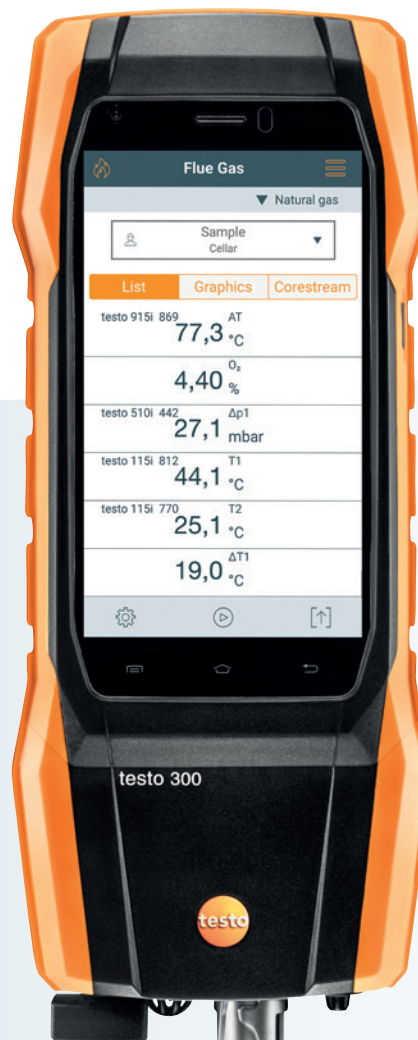 Flue Gas
Natural gas
Sample
Cellar
List Graphics Corestream
testo 915i 869 77,3 AT °C
4,40 O₂ %
testo 510i 442 27,1 Δp1 mbar
testo 115i 812 44,1 T1 °C
testo 115i 770 25,1 T2 °C
19,0 ΔT1 °C
testo 300
testo